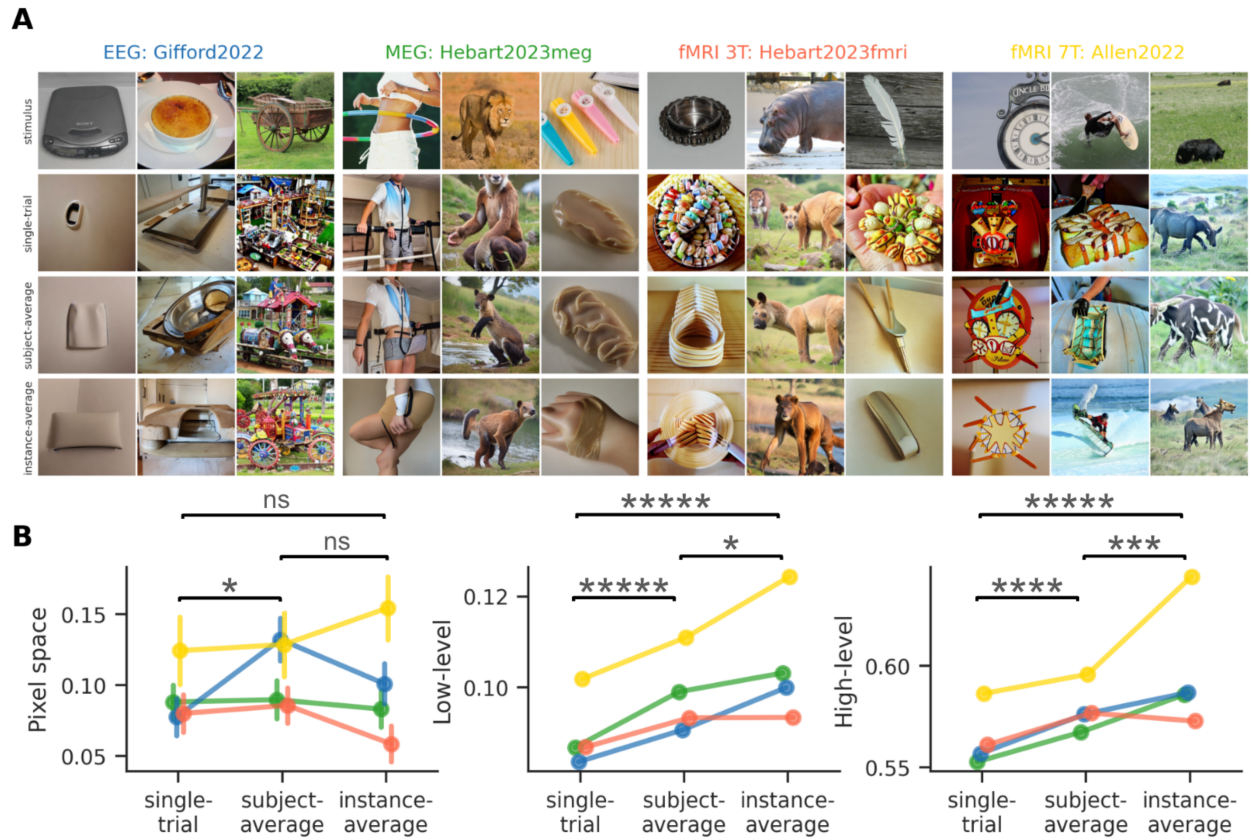 A
EEG: Gifford2022
MEG: Hebart2023meg
fMRI 3T: Hebart2023fmri
fMRI 7T: Allen2022
stimulus
SONY
UNCLE B
single-trial
subject-average
instance-average
B
ns
ns
*
Pixel space
0.15
0.10
0.05
single-
trial
subject-
average
instance-
average
*****
*
*****
Low-level
0.12
0.10
single-
trial
subject-
average
instance-
average
*****
***
****
High-level
0.60
0.55
single-
trial
subject-
average
instance-
average